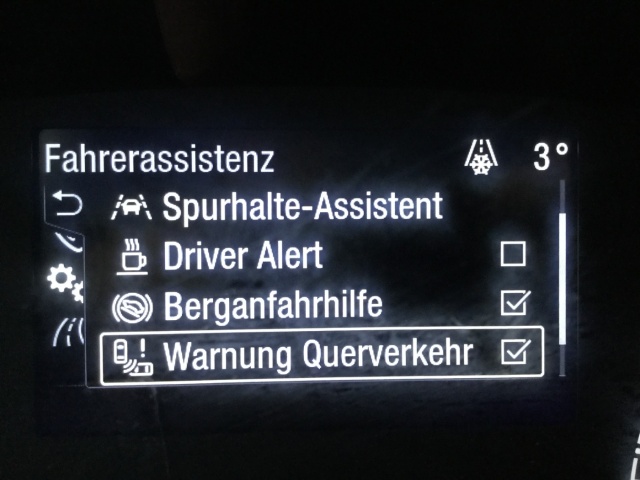 Fahrerassistenz 3°
Spurhalte-Assistent
Driver Alert
Berganfahrhilfe
Warnung Querverkehr